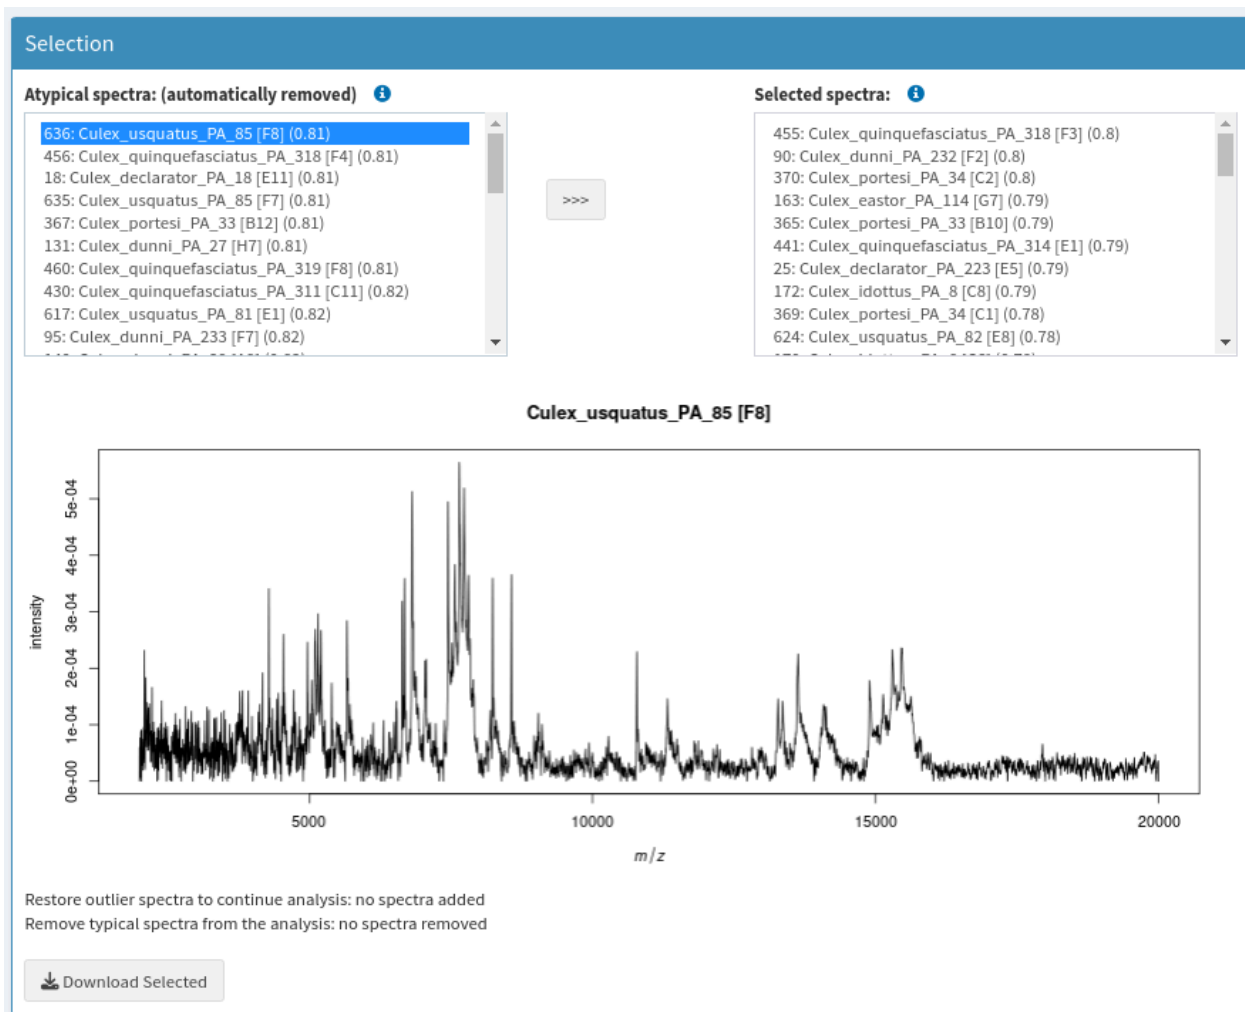 Selection
Atypical spectra: (automatically removed)
Selected spectra:
636: Culex_usquatus_PA_85 [F8] (0.81)
456: Culex_quinquefasciatus_PA_318 [F4] (0.81)
18: Culex_declarator_PA_18 [E11] (0.81)
635: Culex_usquatus_PA_85 [F7] (0.81)
367: Culex_portesi_PA_33 [B12] (0.81)
131: Culex_dunni_PA_27 [H7] (0.81)
460: Culex_quinquefasciatus_PA_319 [F8] (0.81)
430: Culex_quinquefasciatus_PA_311 [C11] (0.82)
617: Culex_usquatus_PA_81 [E1] (0.82)
95: Culex_dunni_PA_233 [F7] (0.82)
>>>
455: Culex_quinquefasciatus_PA_318 [F3] (0.8)
90: Culex_dunni_PA_232 [F2] (0.8)
370: Culex_portesi_PA_34 [C2] (0.8)
163: Culex_eastor_PA_114 [G7] (0.79)
365: Culex_portesi_PA_33 [B10] (0.79)
441: Culex_quinquefasciatus_PA_314 [E1] (0.79)
25: Culex_declarator_PA_223 [E5] (0.79)
172: Culex_idottus_PA_8 [C8] (0.79)
369: Culex_portesi_PA_34 [C1] (0.78)
624: Culex_usquatus_PA_82 [E8] (0.78)
Culex_usquatus_PA_85 [F8]
intensity
5e-04
4e-04
3e-04
2e-04
1e-04
0e+00
5000
10000
15000
20000
m/z
Restore outlier spectra to continue analysis: no spectra added
Remove typical spectra from the analysis: no spectra removed
Download Selected